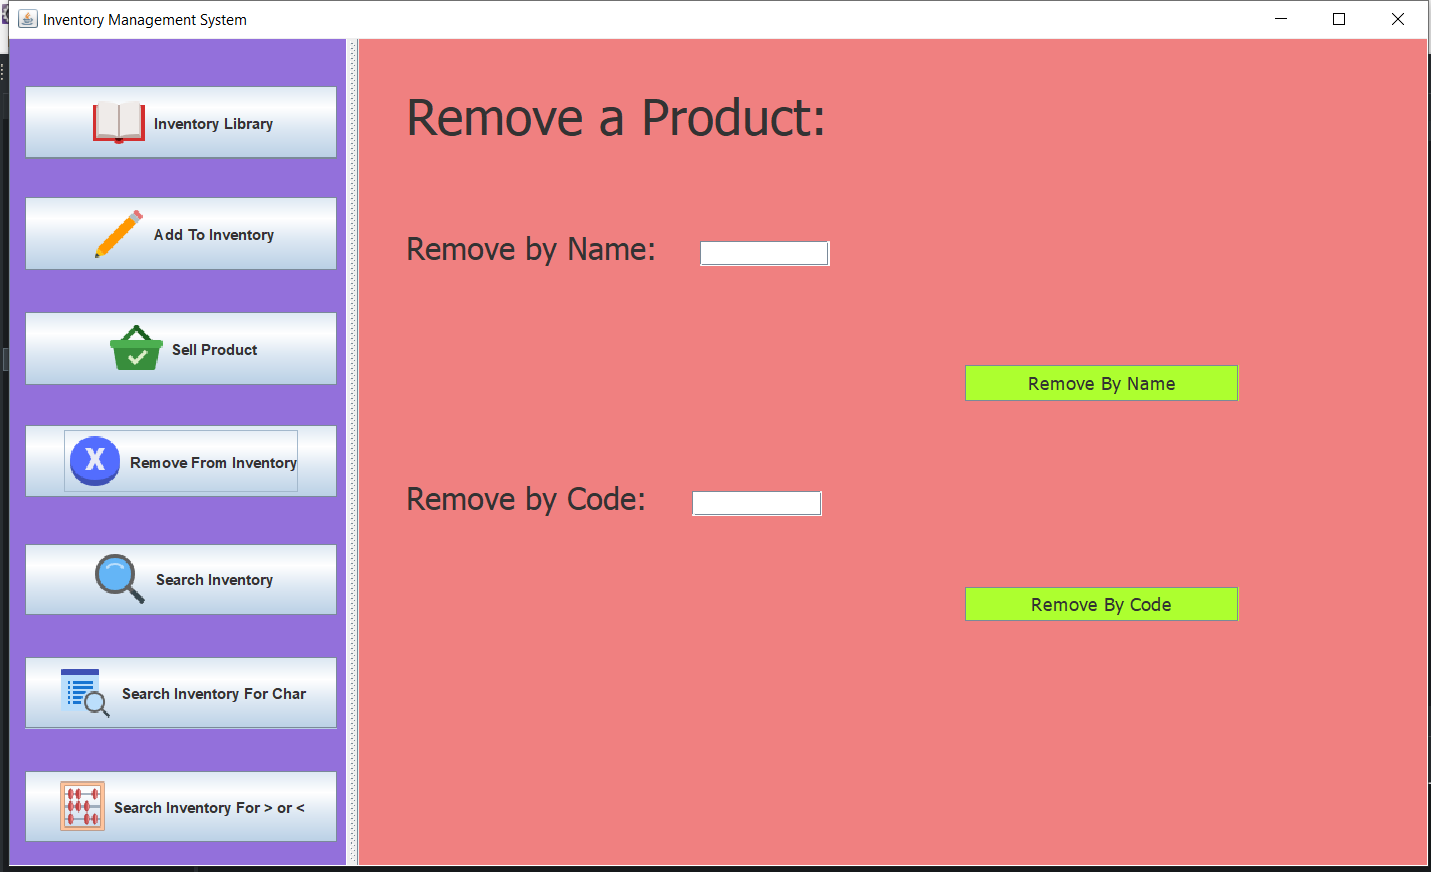 Inventory Management System
Inventory Library
Add To Inventory
Sell Product
X
Remove From Inventory
Search Inventory
Search Inventory For Char
Search Inventory For > or <
Remove a Product:
Remove by Name:
Remove By Name
Remove by Code:
Remove By Code